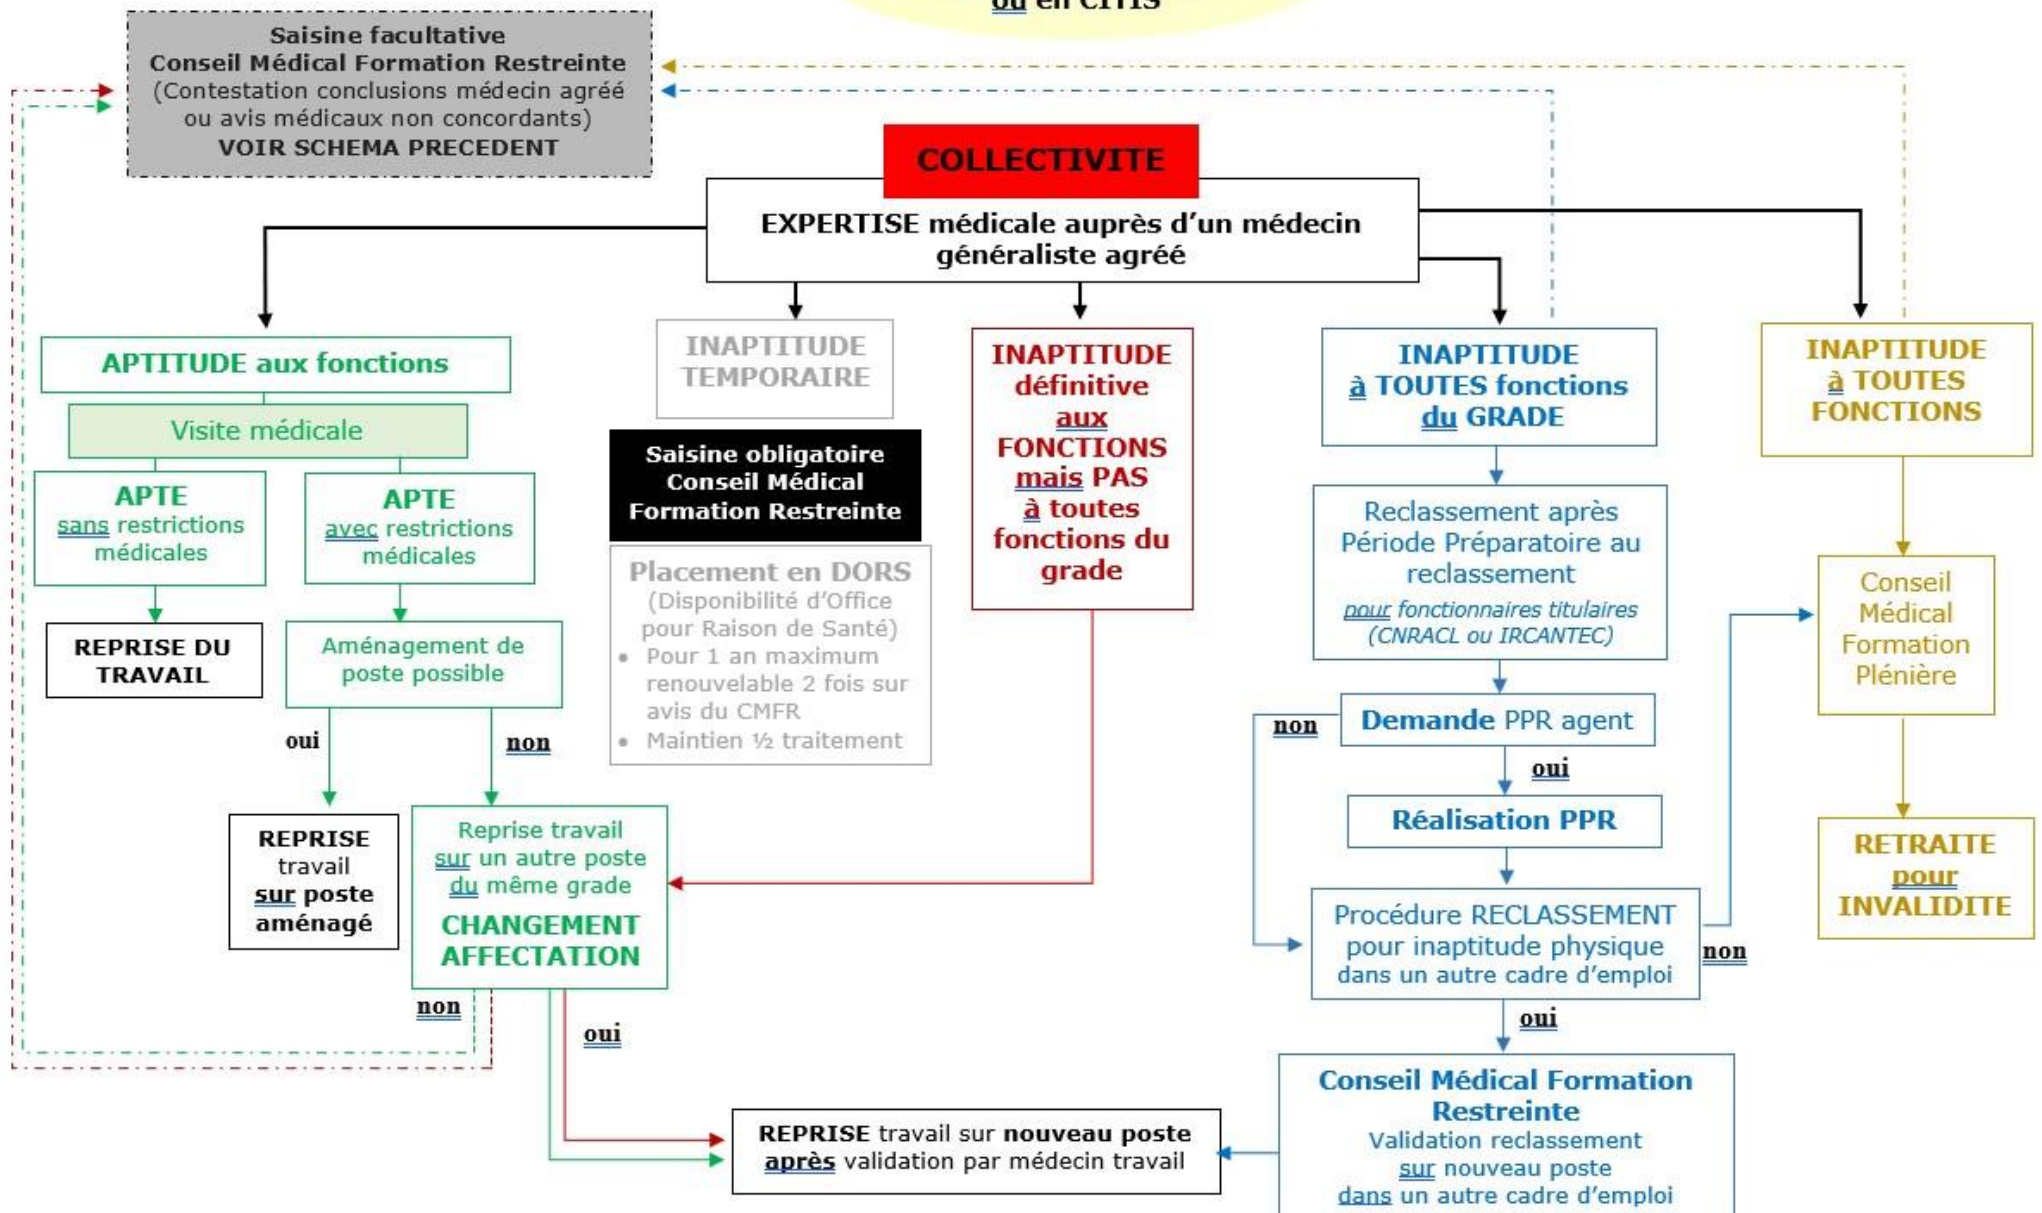 ou en CITIS
Saisine facultative
Conseil Médical Formation Restreinte
(Contestation conclusions médecin agréé
ou avis médicaux non concordants)
VOIR SCHEMA PRECEDENT
COLLECTIVITE
EXPERTISE médicale auprès d'un médecin
généraliste agréé
APTITUDE aux fonctions
Visite médicale
APTE
sans restrictions
médicales
APTE
avec restrictions
médicales
REPRISE DU
TRAVAIL
Aménagement de
poste possible
oui
non
REPRISE
travail
sur poste
aménagé
Reprise travail
sur un autre poste
du même grade
CHANGEMENT
AFFECTATION
non
oui
INAPTITUDE
TEMPORAIRE
Saisine obligatoire
Conseil Médical
Formation Restreinte
Placement en DORS
(Disponibilité d'Office
pour Raison de Santé)
• Pour 1 an maximum
renouvelable 2 fois sur
avis du CMFR
• Maintien ½ traitement
INAPTITUDE
définitive
aux
FONCTIONS
mais PAS
à toutes
fonctions du
grade
INAPTITUDE
à TOUTES fonctions
du GRADE
Reclassement après
Période Préparatoire au
reclassement
pour fonctionnaires titulaires
(CNRACL ou IRCANTEC)
non
Demande PPR agent
oui
Réalisation PPR
Procédure RECLASSEMENT
pour inaptitude physique
dans un autre cadre d'emploi
non
oui
Conseil Médical Formation
Restreinte
Validation reclassement
sur nouveau poste
dans un autre cadre d'emploi
INAPTITUDE
à TOUTES
FONCTIONS
Conseil
Médical
Formation
Plénière
RETRAITE
pour
INVALIDITE
REPRISE travail sur nouveau poste
après validation par médecin travail